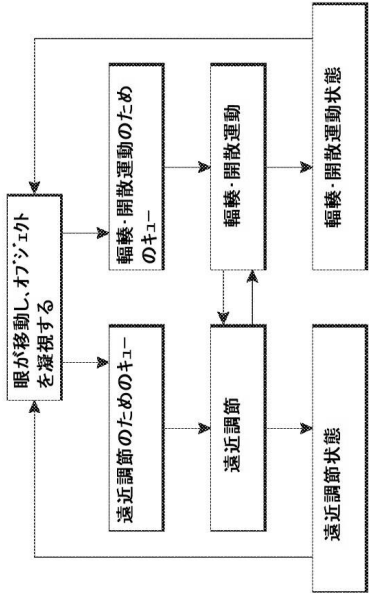 眼が移動し、オブジェクト
を凝視する
遠近調節のためのキュー
輻輳・開散運動のため
のキュー
遠近調節
輻輳・開散運動
遠近調節状態
輻輳・開散運動状態